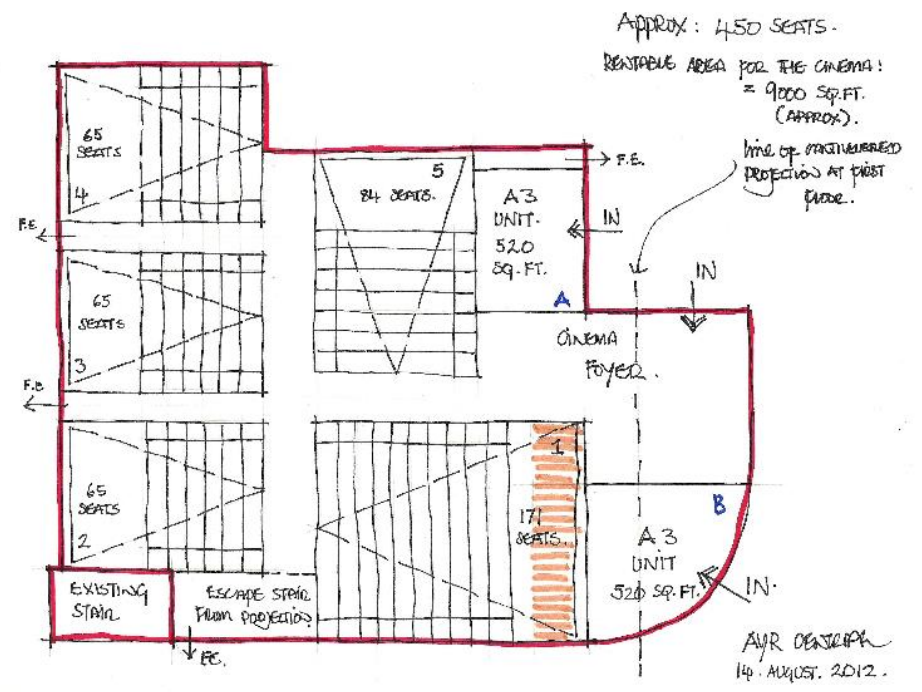 Approx: 450 SEATS.
RENTABLE AREA FOR THE CINEMA:
= 9000 SQ.FT.
(APPROX).
line of cantilevered
PROJECTION AT FIRST
FLOOR.
65
SEATS
4
5
84 SEATS.
F.E.
A3
UNIT.
520
SQ.FT.
IN
A
F.E.
IN
65
SEATS
3
CINEMA
FOYER.
F.E
1
171
SEATS.
65
SEATS
2
B
A3
UNIT
520 SQ.FT.
IN.
EXISTING
STAIR
ESCAPE STAIR
FROM PROJECTION.
F.E.
AYR CENTRAL
14. AUGUST. 2012.